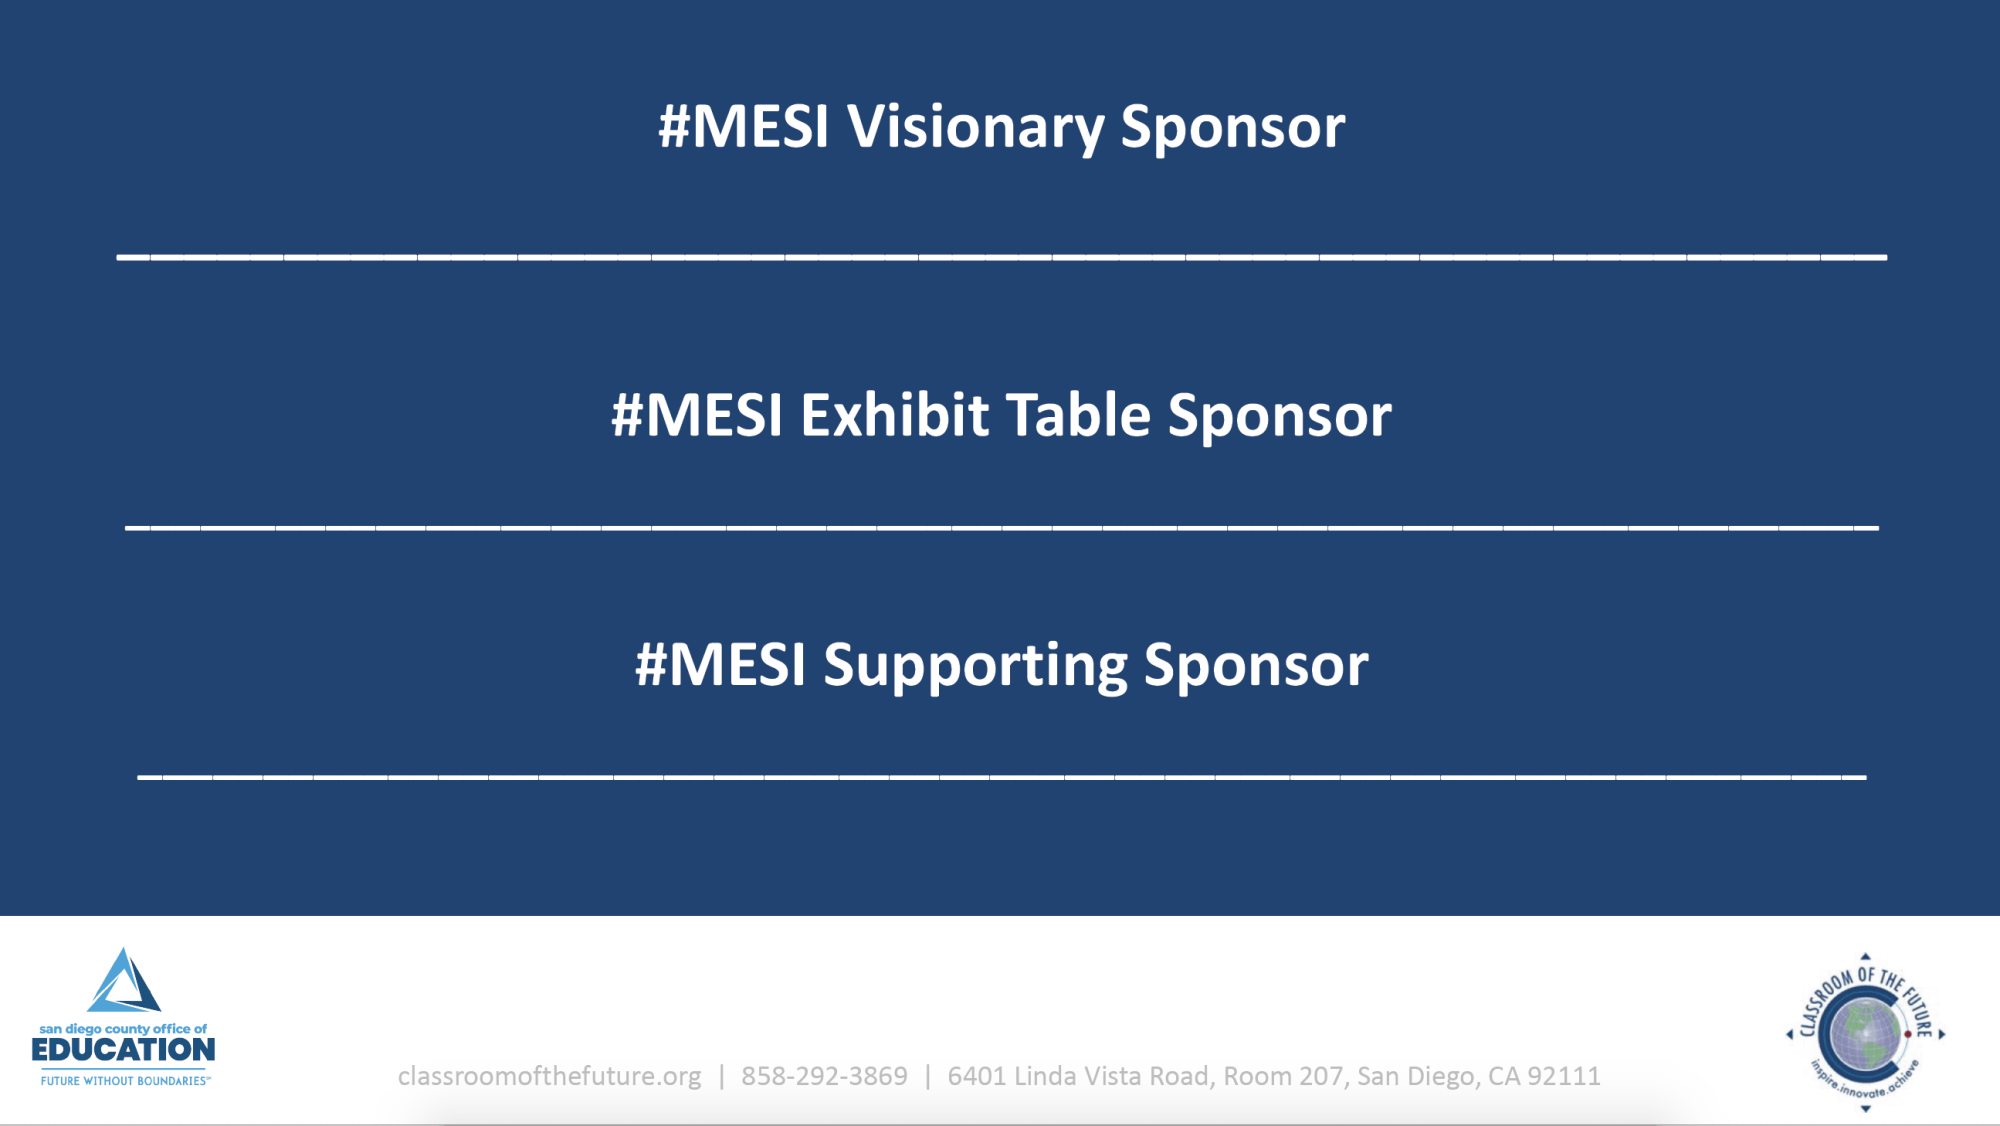 #MESI Visionary Sponsor
#MESI Exhibit Table Sponsor
#MESI Supporting Sponsor
san diego county office of
EDUCATION
FUTURE WITHOUT BOUNDARIES℠
classroomofthefuture.org | 858-292-3869 | 6401 Linda Vista Road, Room 207, San Diego, CA 92111
CLASSROOM OF THE FUTURE
inspire.innovate.achieve